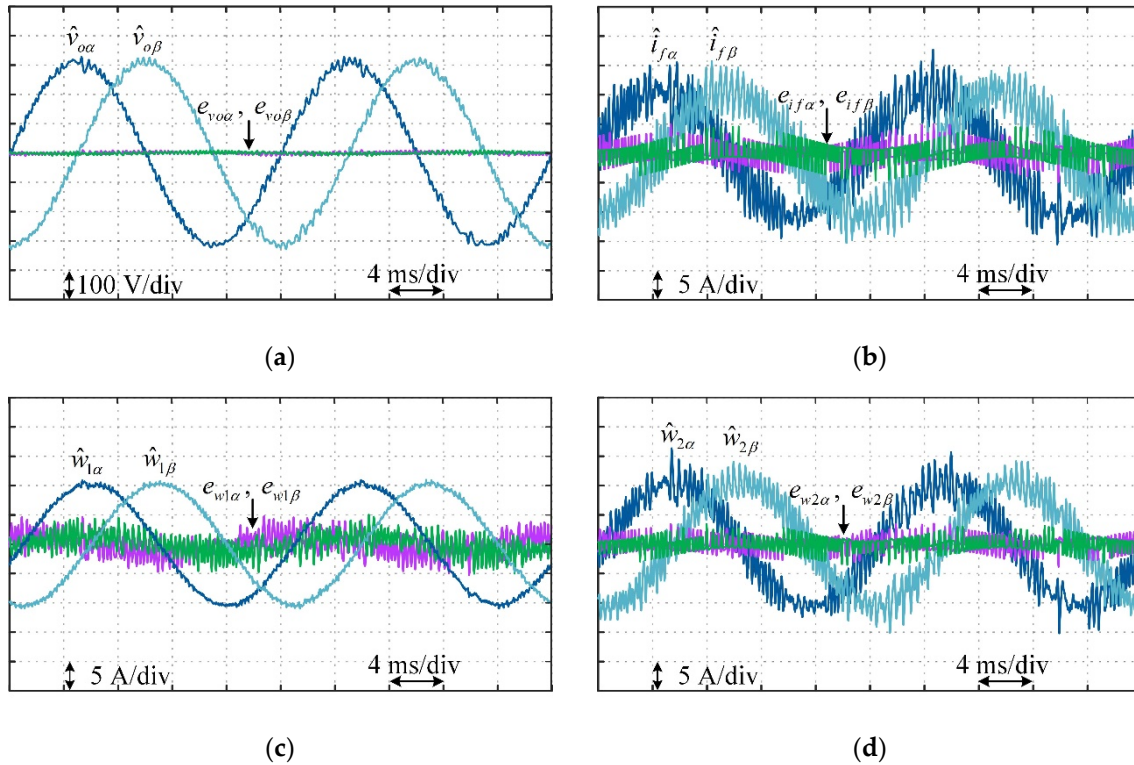 v̂oα v̂oβ
evoα, evoβ
100 V/div 4 ms/div
(a)
îfα îfβ
eifα, eifβ
5 A/div 4 ms/div
(b)
ŵ1α ŵ1β
ew1α, ew1β
5 A/div 4 ms/div
(c)
ŵ2α ŵ2β
ew2α, ew2β
5 A/div 4 ms/div
(d)